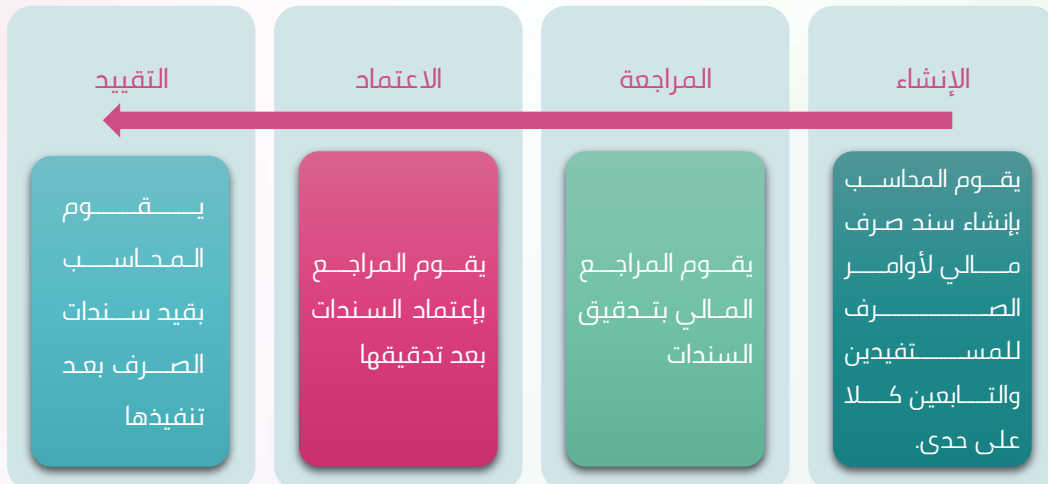 الإنشاء
المراجعة
الاعتماد
التقييد
يقوم المحاسب
بإنشاء سند صرف
مالي لأوامر
الصرف
للمستفيدين
والتابعين كلا
على حدى.
يقوم المراجع
المالي بتدقيق
السندات
يقوم المراجع
بإعتماد السندات
بعد تدقيقها
يقوم
المحاسب
بقيد سندات
الصرف بعد
تنفيذها